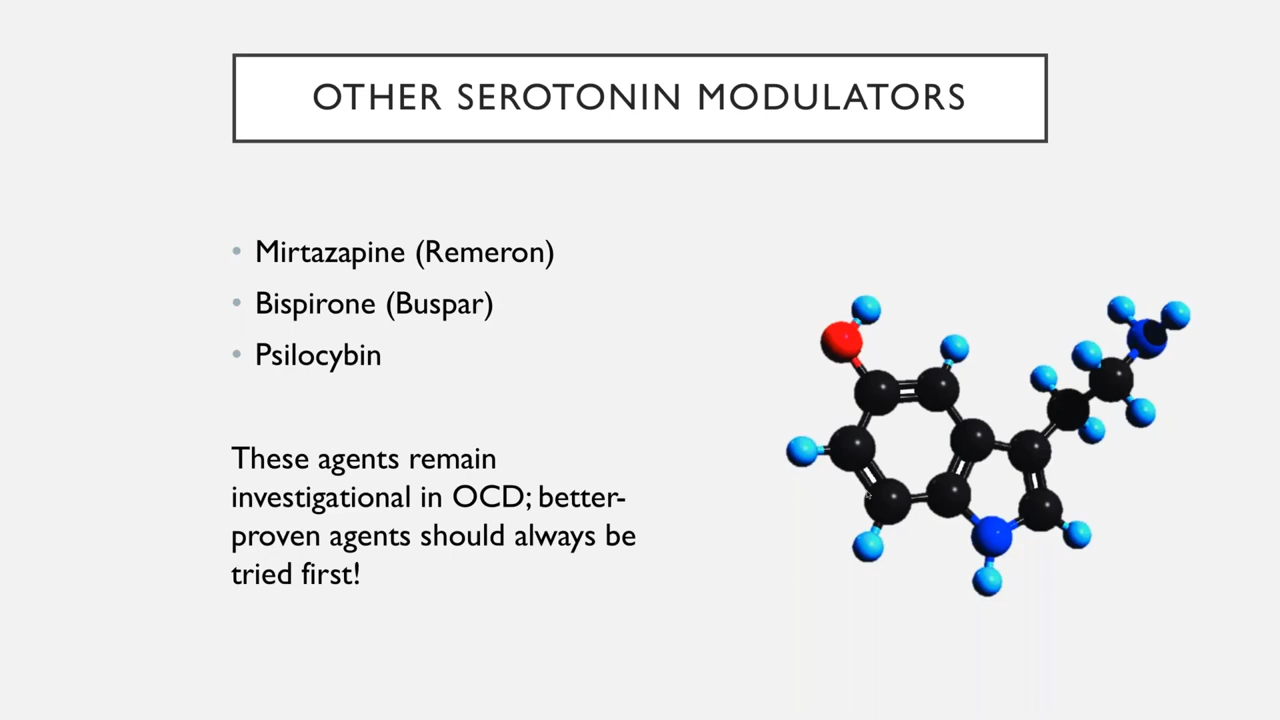 OTHER SEROTONIN MODULATORS
• Mirtazapine (Remeron)
• Bispirone (Buspar)
• Psilocybin
These agents remain
investigational in OCD; better-
proven agents should always be
tried first!